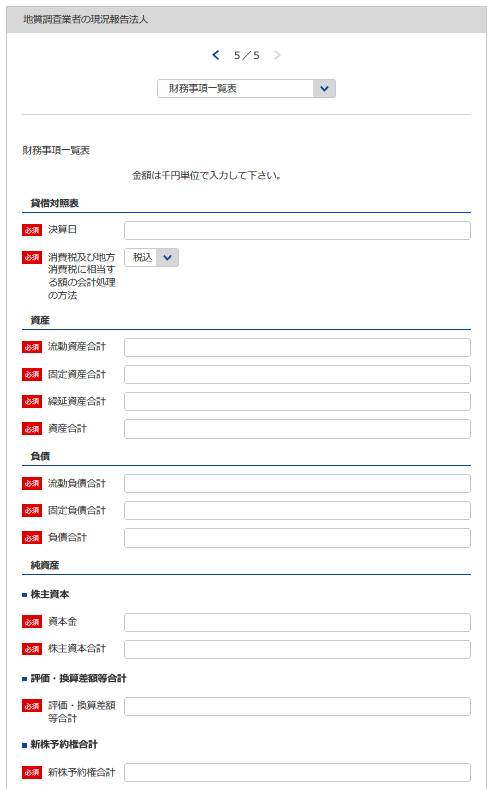 地質調査業者の現況報告法人
5／5
財務事項一覧表
財務事項一覧表
金額は千円単位で入力して下さい。
貸借対照表
必須 決算日
必須 消費税及び地方 税込
消費税に相当す
る額の会計処理
の方法
資産
必須 流動資産合計
必須 固定資産合計
必須 繰延資産合計
必須 資産合計
負債
必須 流動負債合計
必須 固定負債合計
必須 負債合計
純資産
株主資本
必須 資本金
必須 株主資本合計
評価・換算差額等合計
必須 評価・換算差額
等合計
新株予約権合計
必須 新株予約権合計